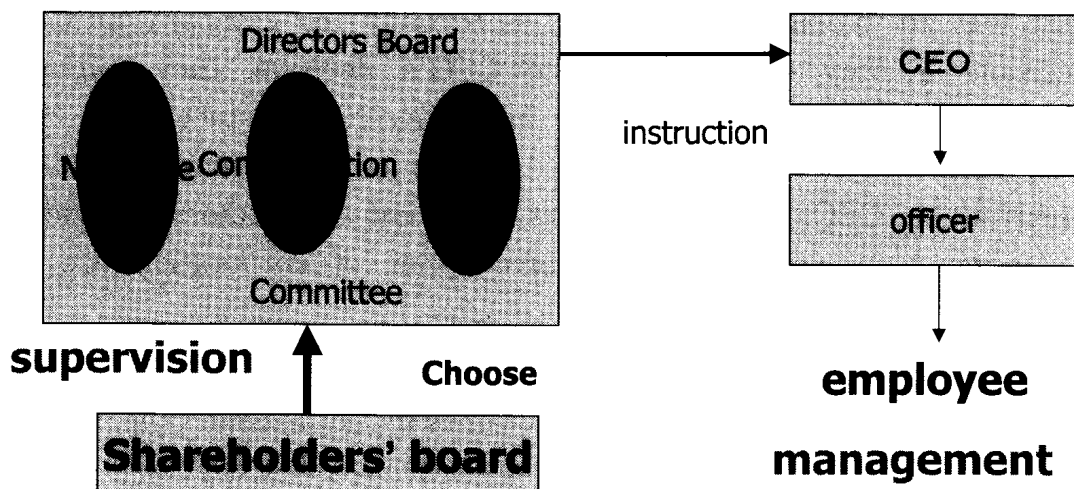 Directors Board
Committee
supervision
Choose
Shareholders' board
CEO
instruction
officer
employee
management